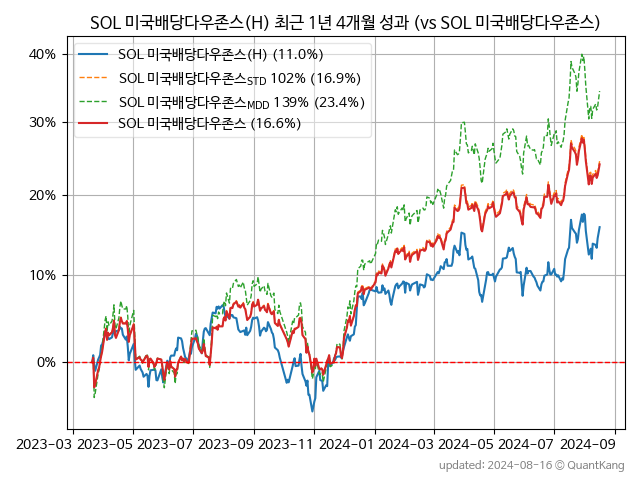 SOL 미국배당다우존스(H) 최근 1년 4개월 성과 (vs SOL 미국배당다우존스)
SOL 미국배당다우존스(H) (11.0%)
SOL 미국배당다우존스STD 102% (16.9%)
SOL 미국배당다우존스MDD 139% (23.4%)
SOL 미국배당다우존스 (16.6%)
40%
30%
20%
10%
0%
2023-03 2023-05 2023-07 2023-09 2023-11 2024-01 2024-03 2024-05 2024-07 2024-09
updated: 2024-08-16 © QuantKang